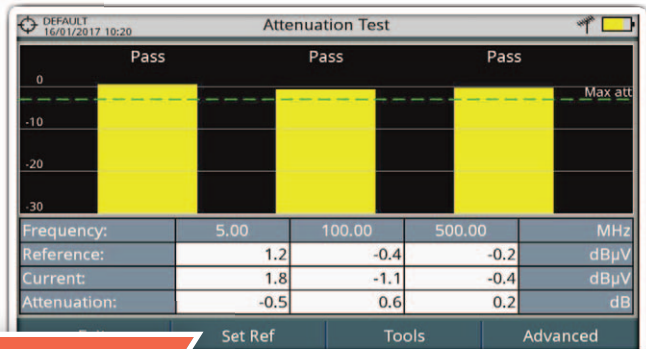 DEFAULT
16/01/2017 10:20
Attenuation Test
Pass Pass Pass
0
Max att
-10
-20
-30
Frequency: 5.00 100.00 500.00 MHz
Reference: 1.2 -0.4 -0.2 dBµV
Current: 1.8 -1.1 -0.4 dBµV
Attenuation: -0.5 0.6 0.2 dB
Set Ref Tools Advanced